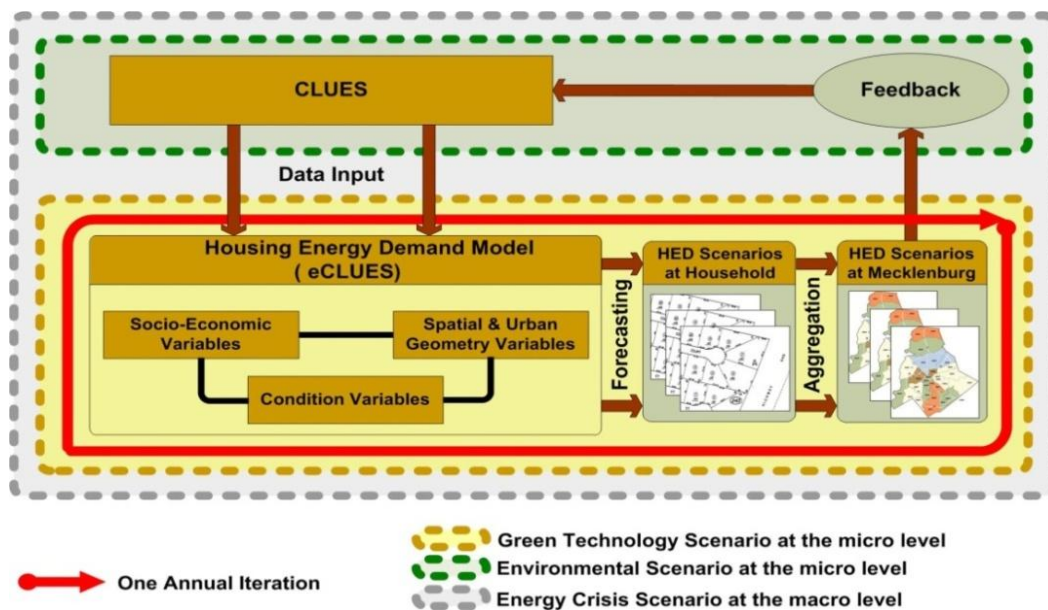 CLUES
Feedback
Data Input
Housing Energy Demand Model
( eCLUES)
Socio-Economic
Variables
Spatial & Urban
Geometry Variables
Condition Variables
Forecasting
HED Scenarios
at Household
Aggregation
HED Scenarios
at Mecklenburg
One Annual Iteration
Green Technology Scenario at the micro level
Environmental Scenario at the micro level
Energy Crisis Scenario at the macro level